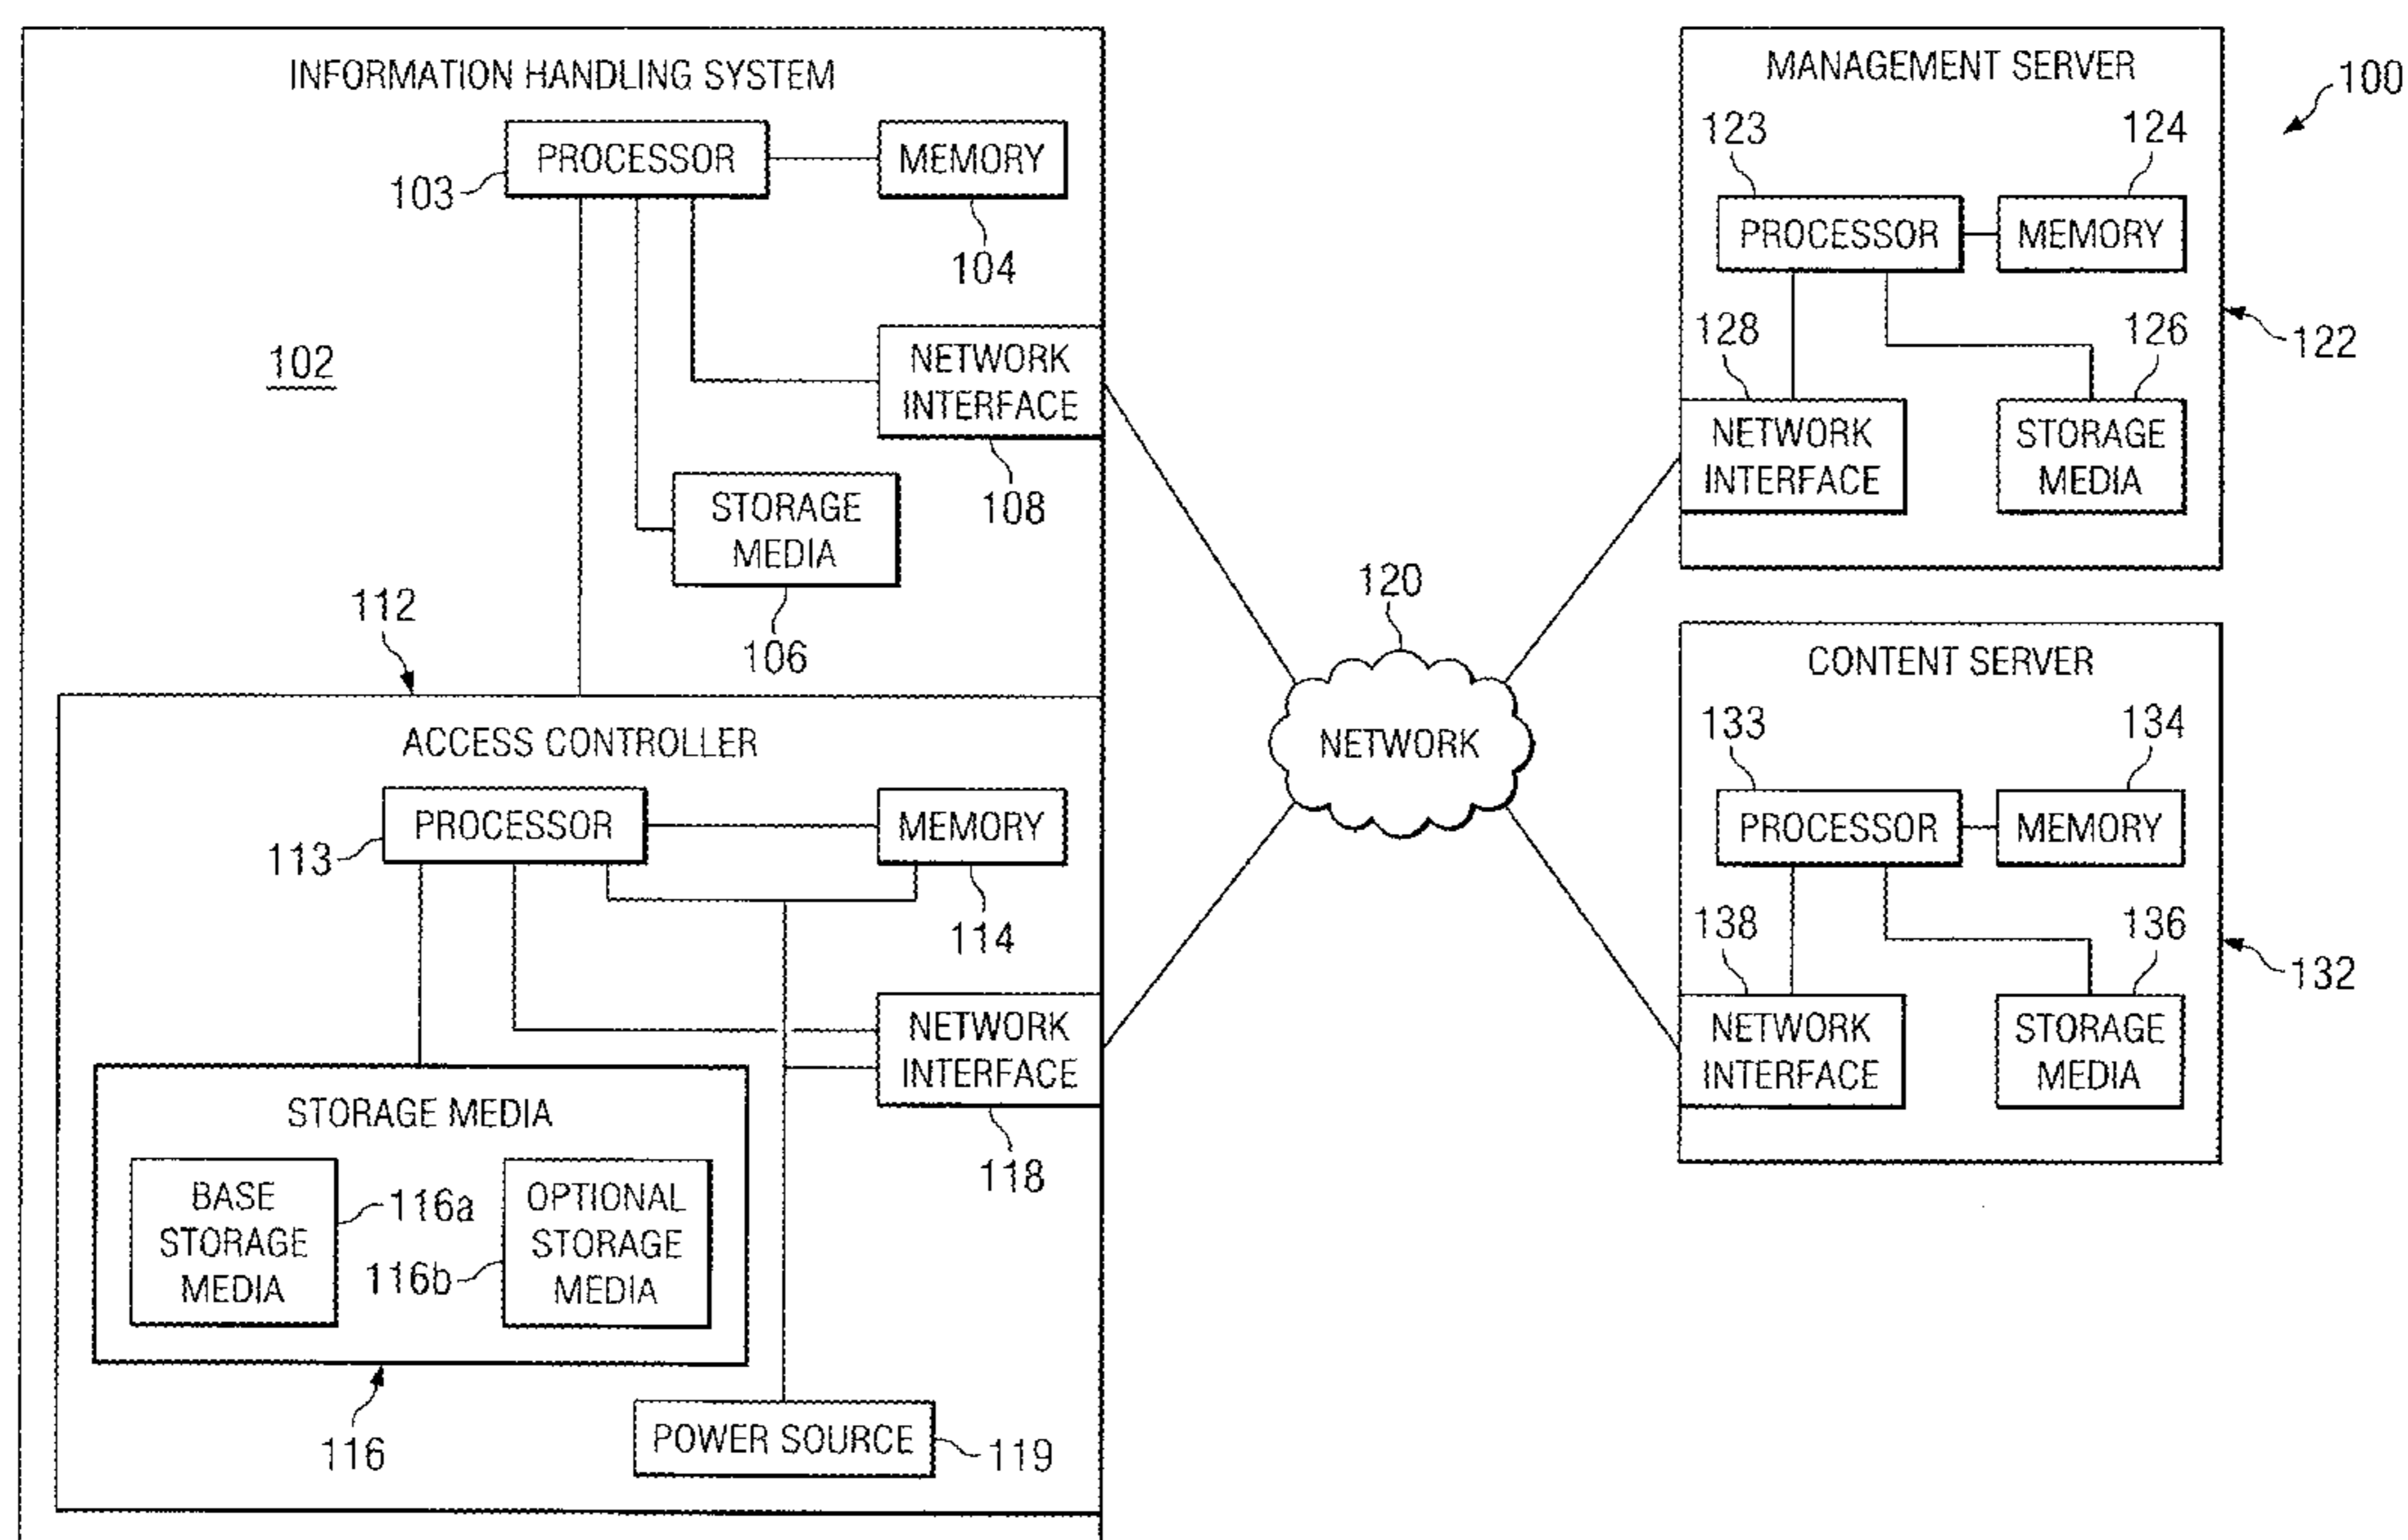 INFORMATION HANDLING SYSTEM
PROCESSOR
MEMORY
103
104
102
NETWORK
INTERFACE
108
STORAGE
MEDIA
106
112
ACCESS CONTROLLER
PROCESSOR
MEMORY
113
114
NETWORK
INTERFACE
118
STORAGE MEDIA
BASE
STORAGE
MEDIA
116a
OPTIONAL
STORAGE
MEDIA
116b
116
POWER SOURCE
119
120
NETWORK
MANAGEMENT SERVER
100
123
124
PROCESSOR
MEMORY
128
126
122
NETWORK
INTERFACE
STORAGE
MEDIA
CONTENT SERVER
133
134
PROCESSOR
MEMORY
138
136
132
NETWORK
INTERFACE
STORAGE
MEDIA